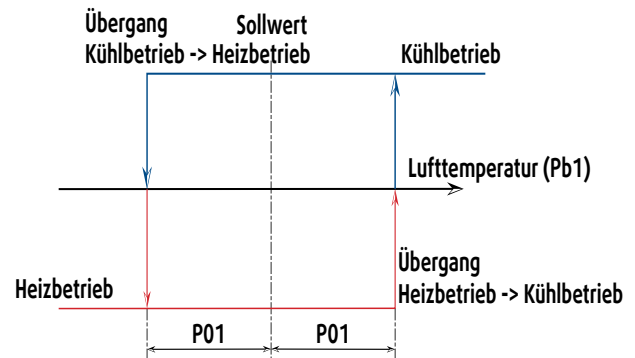 Übergang
Kühlbetrieb -> Heizbetrieb
Sollwert
Kühlbetrieb
Lufttemperatur (Pb1)
Heizbetrieb
Übergang
Heizbetrieb -> Kühlbetrieb
P01
P01